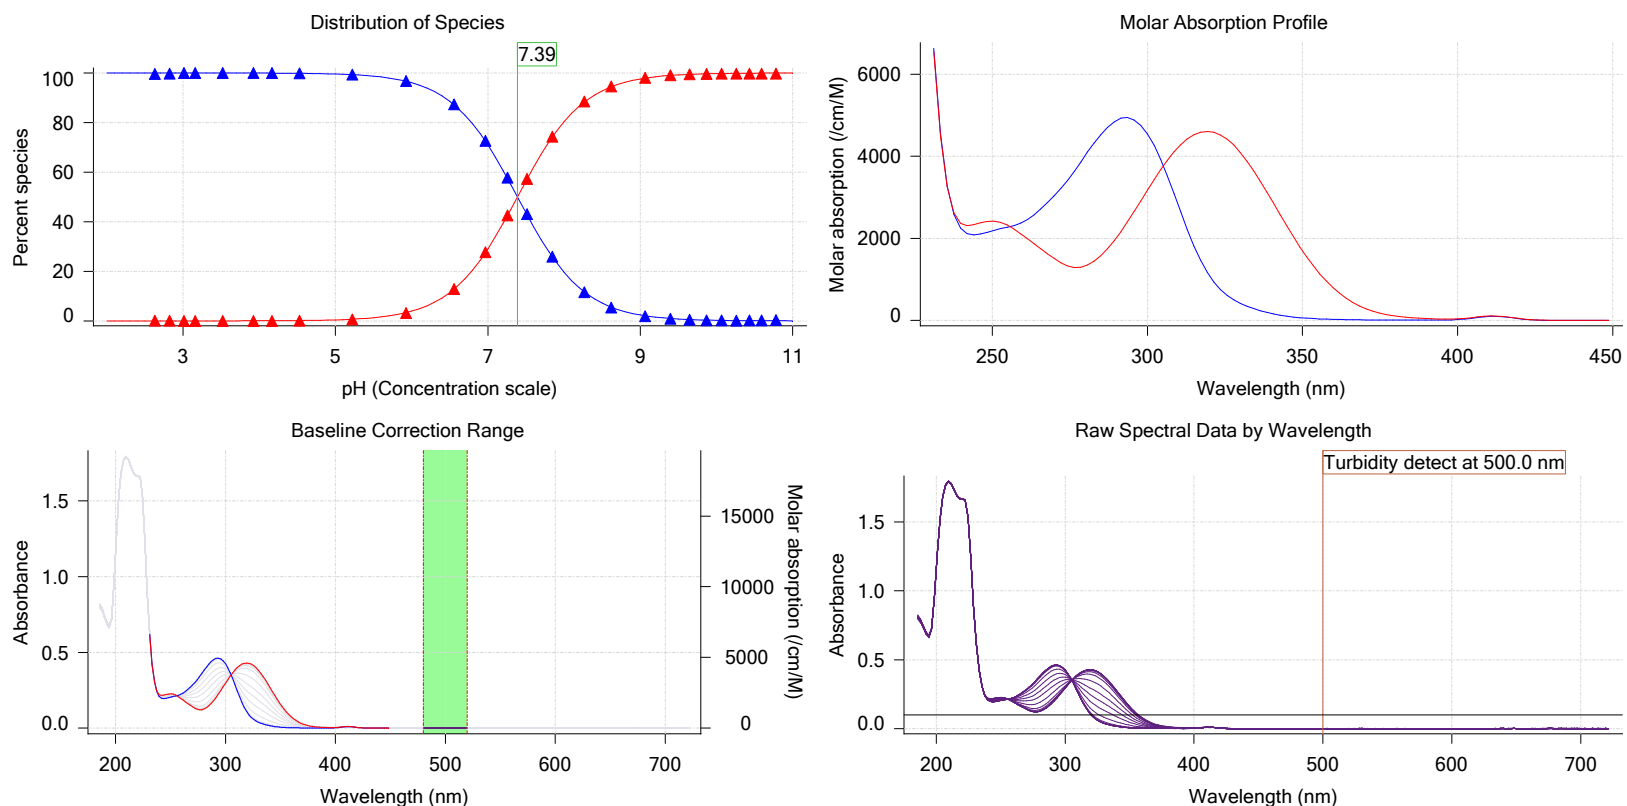 Distribution of Species
7.39
100
80
60
40
20
0
Percent species
3 5 7 9 11
pH (Concentration scale)
Molar Absorption Profile
6000
4000
2000
0
Molar absorption (/cm/M)
250 300 350 400 450
Wavelength (nm)
Baseline Correction Range
1.5
1.0
0.5
0.0
Absorbance
15000
10000
5000
0
Molar absorption (/cm/M)
200 300 400 500 600 700
Wavelength (nm)
Raw Spectral Data by Wavelength
Turbidity detect at 500.0 nm
1.5
1.0
0.5
0.0
Absorbance
200 300 400 500 600 700
Wavelength (nm)